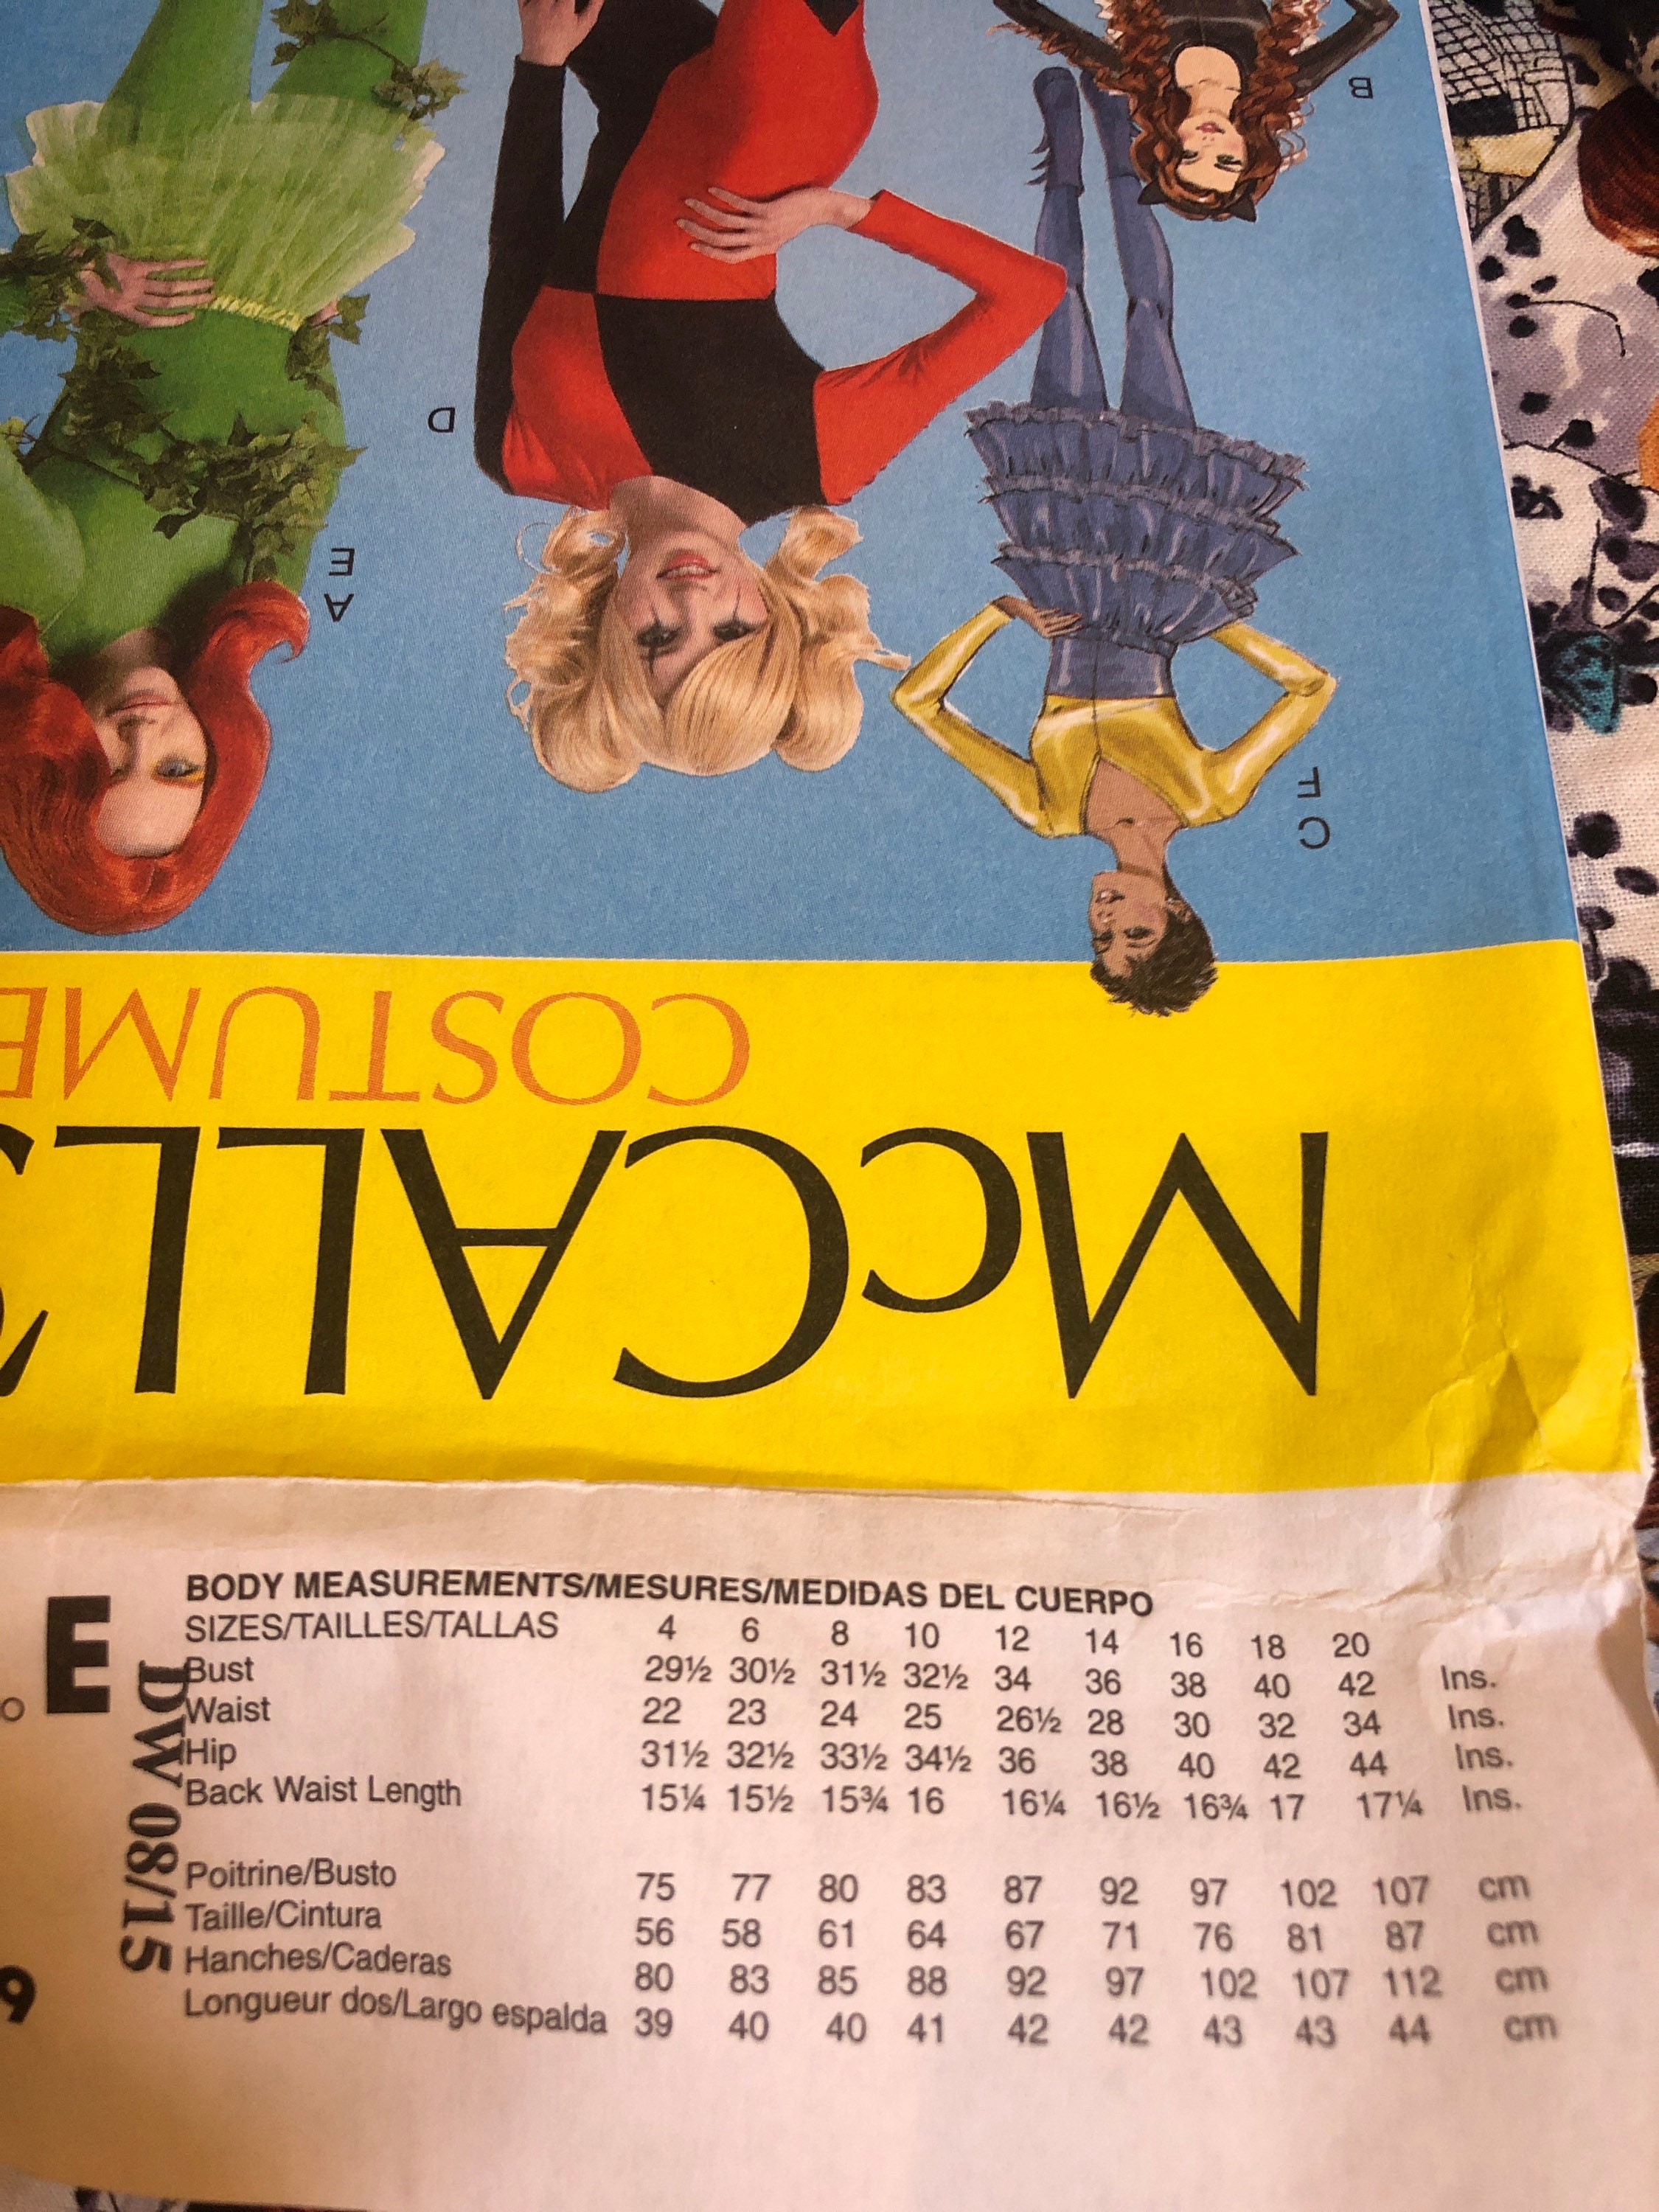 B
D
E
A
F
C
COSTUME
McCALL'S
E
DW 08/15
9
BODY MEASUREMENTS/MESURES/MEDIDAS DEL CUERPO
SIZES/TAILLES/TALLAS 4 6 8 10 12 14 16 18 20
Bust 29½ 30½ 31½ 32½ 34 36 38 40 42 Ins.
Waist 22 23 24 25 26½ 28 30 32 34 Ins.
Hip 31½ 32½ 33½ 34½ 36 38 40 42 44 Ins.
Back Waist Length 15¼ 15½ 15¾ 16 16¼ 16½ 16¾ 17 17¼ Ins.
Poitrine/Busto 75 77 80 83 87 92 97 102 107 cm
Taille/Cintura 56 58 61 64 67 71 76 81 87 cm
Hanches/Caderas 80 83 85 88 92 97 102 107 112 cm
Longueur dos/Largo espalda 39 40 40 41 42 42 43 43 44 cm